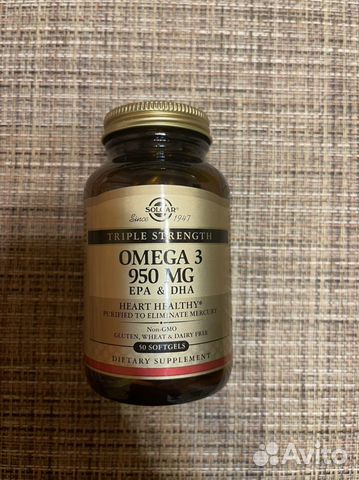 SOLGAR®
Since 1947
TRIPLE STRENGTH
OMEGA 3
950 MG
EPA & DHA
HEART HEALTHY*
PURIFIED TO ELIMINATE MERCURY
Non-GMO
GLUTEN, WHEAT & DAIRY FREE
50 SOFTGELS
DIETARY SUPPLEMENT
Avito